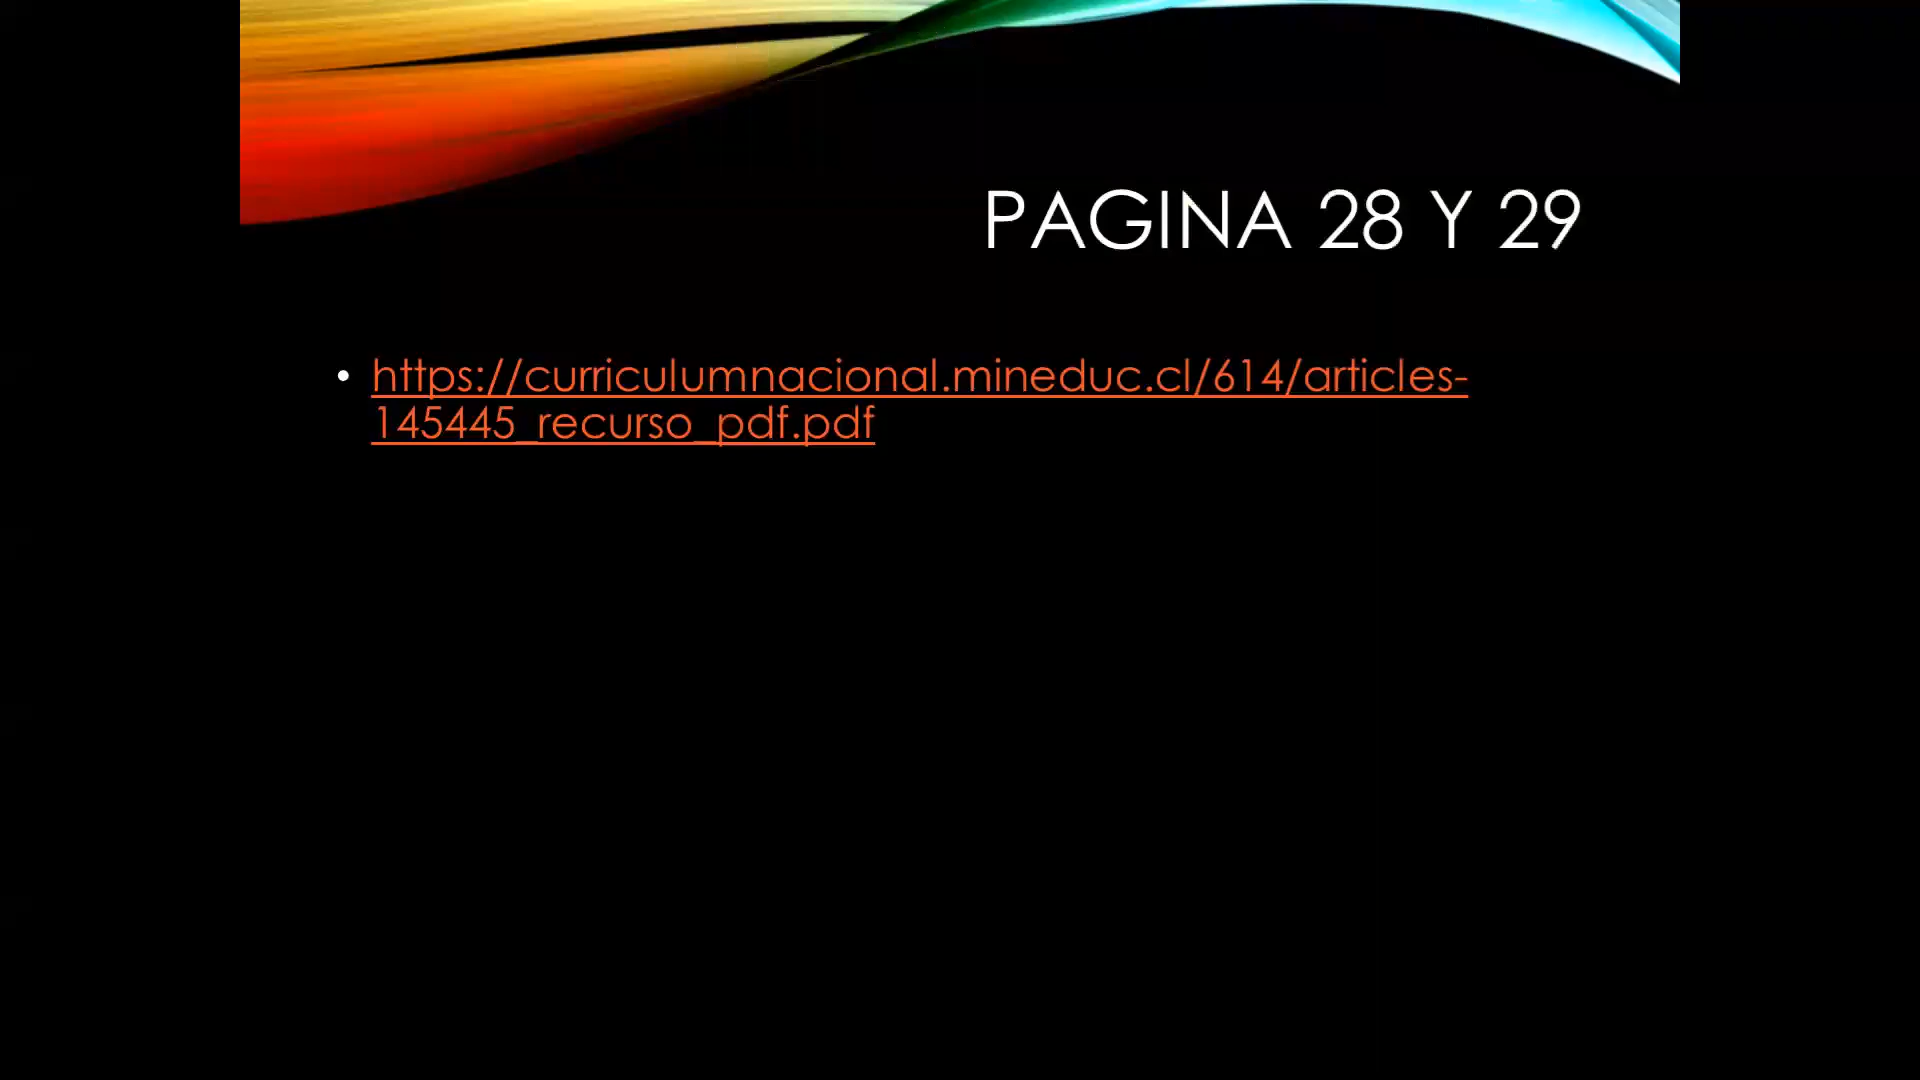 PAGINA 28 Y 29
• https://curriculumnacional.mineduc.cl/614/articles-
145445_recurso_pdf.pdf